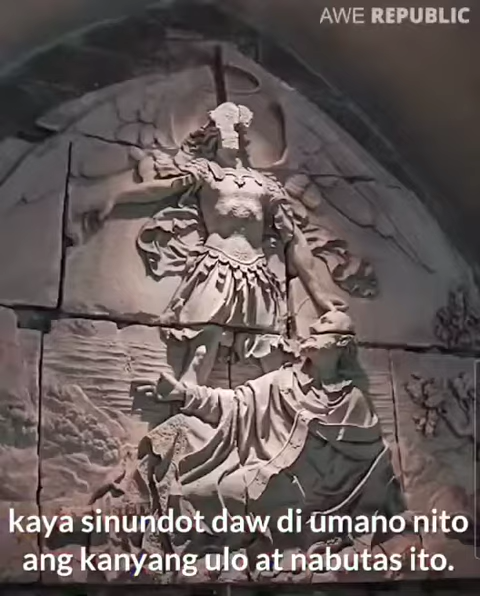 AWE REPUBLIC
kaya sinundot daw di umano nito
ang kanyang ulo at nabutas ito.